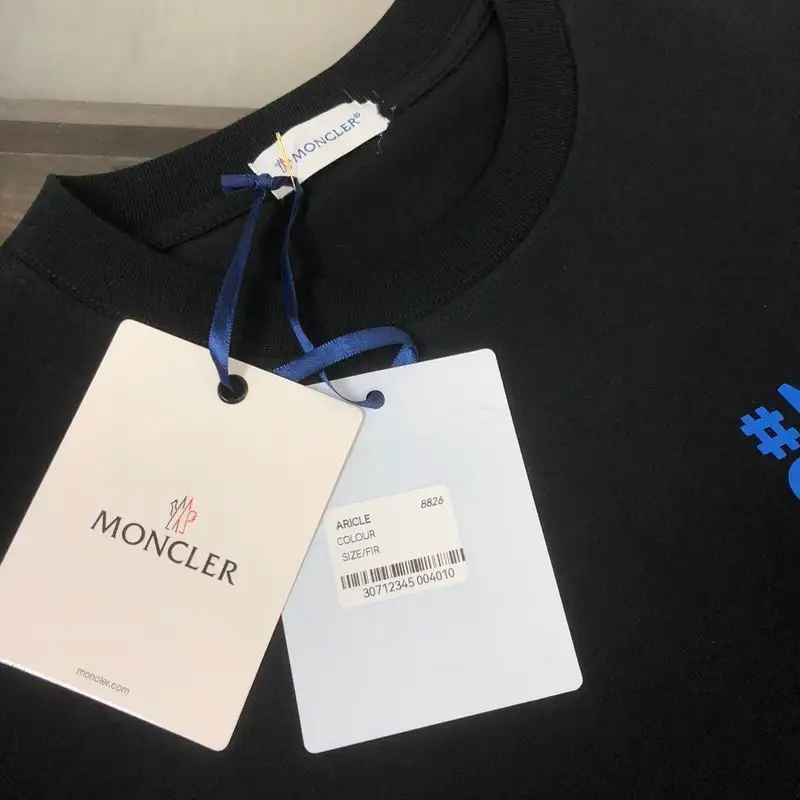 MONCLER®
MONCLER
moncler.com
ARICLE 8826
COLOUR
SIZE/FIR
30712345 004010
#